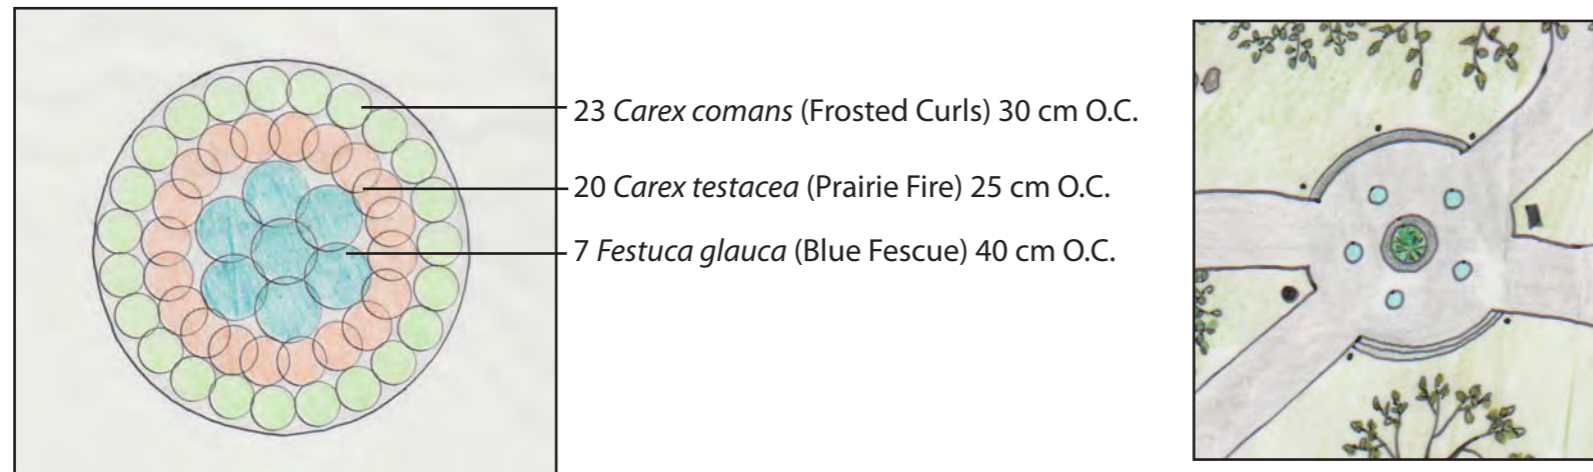 23 Carex comans (Frosted Curls) 30 cm O.C.
20 Carex testacea (Prairie Fire) 25 cm O.C.
7 Festuca glauca (Blue Fescue) 40 cm O.C.